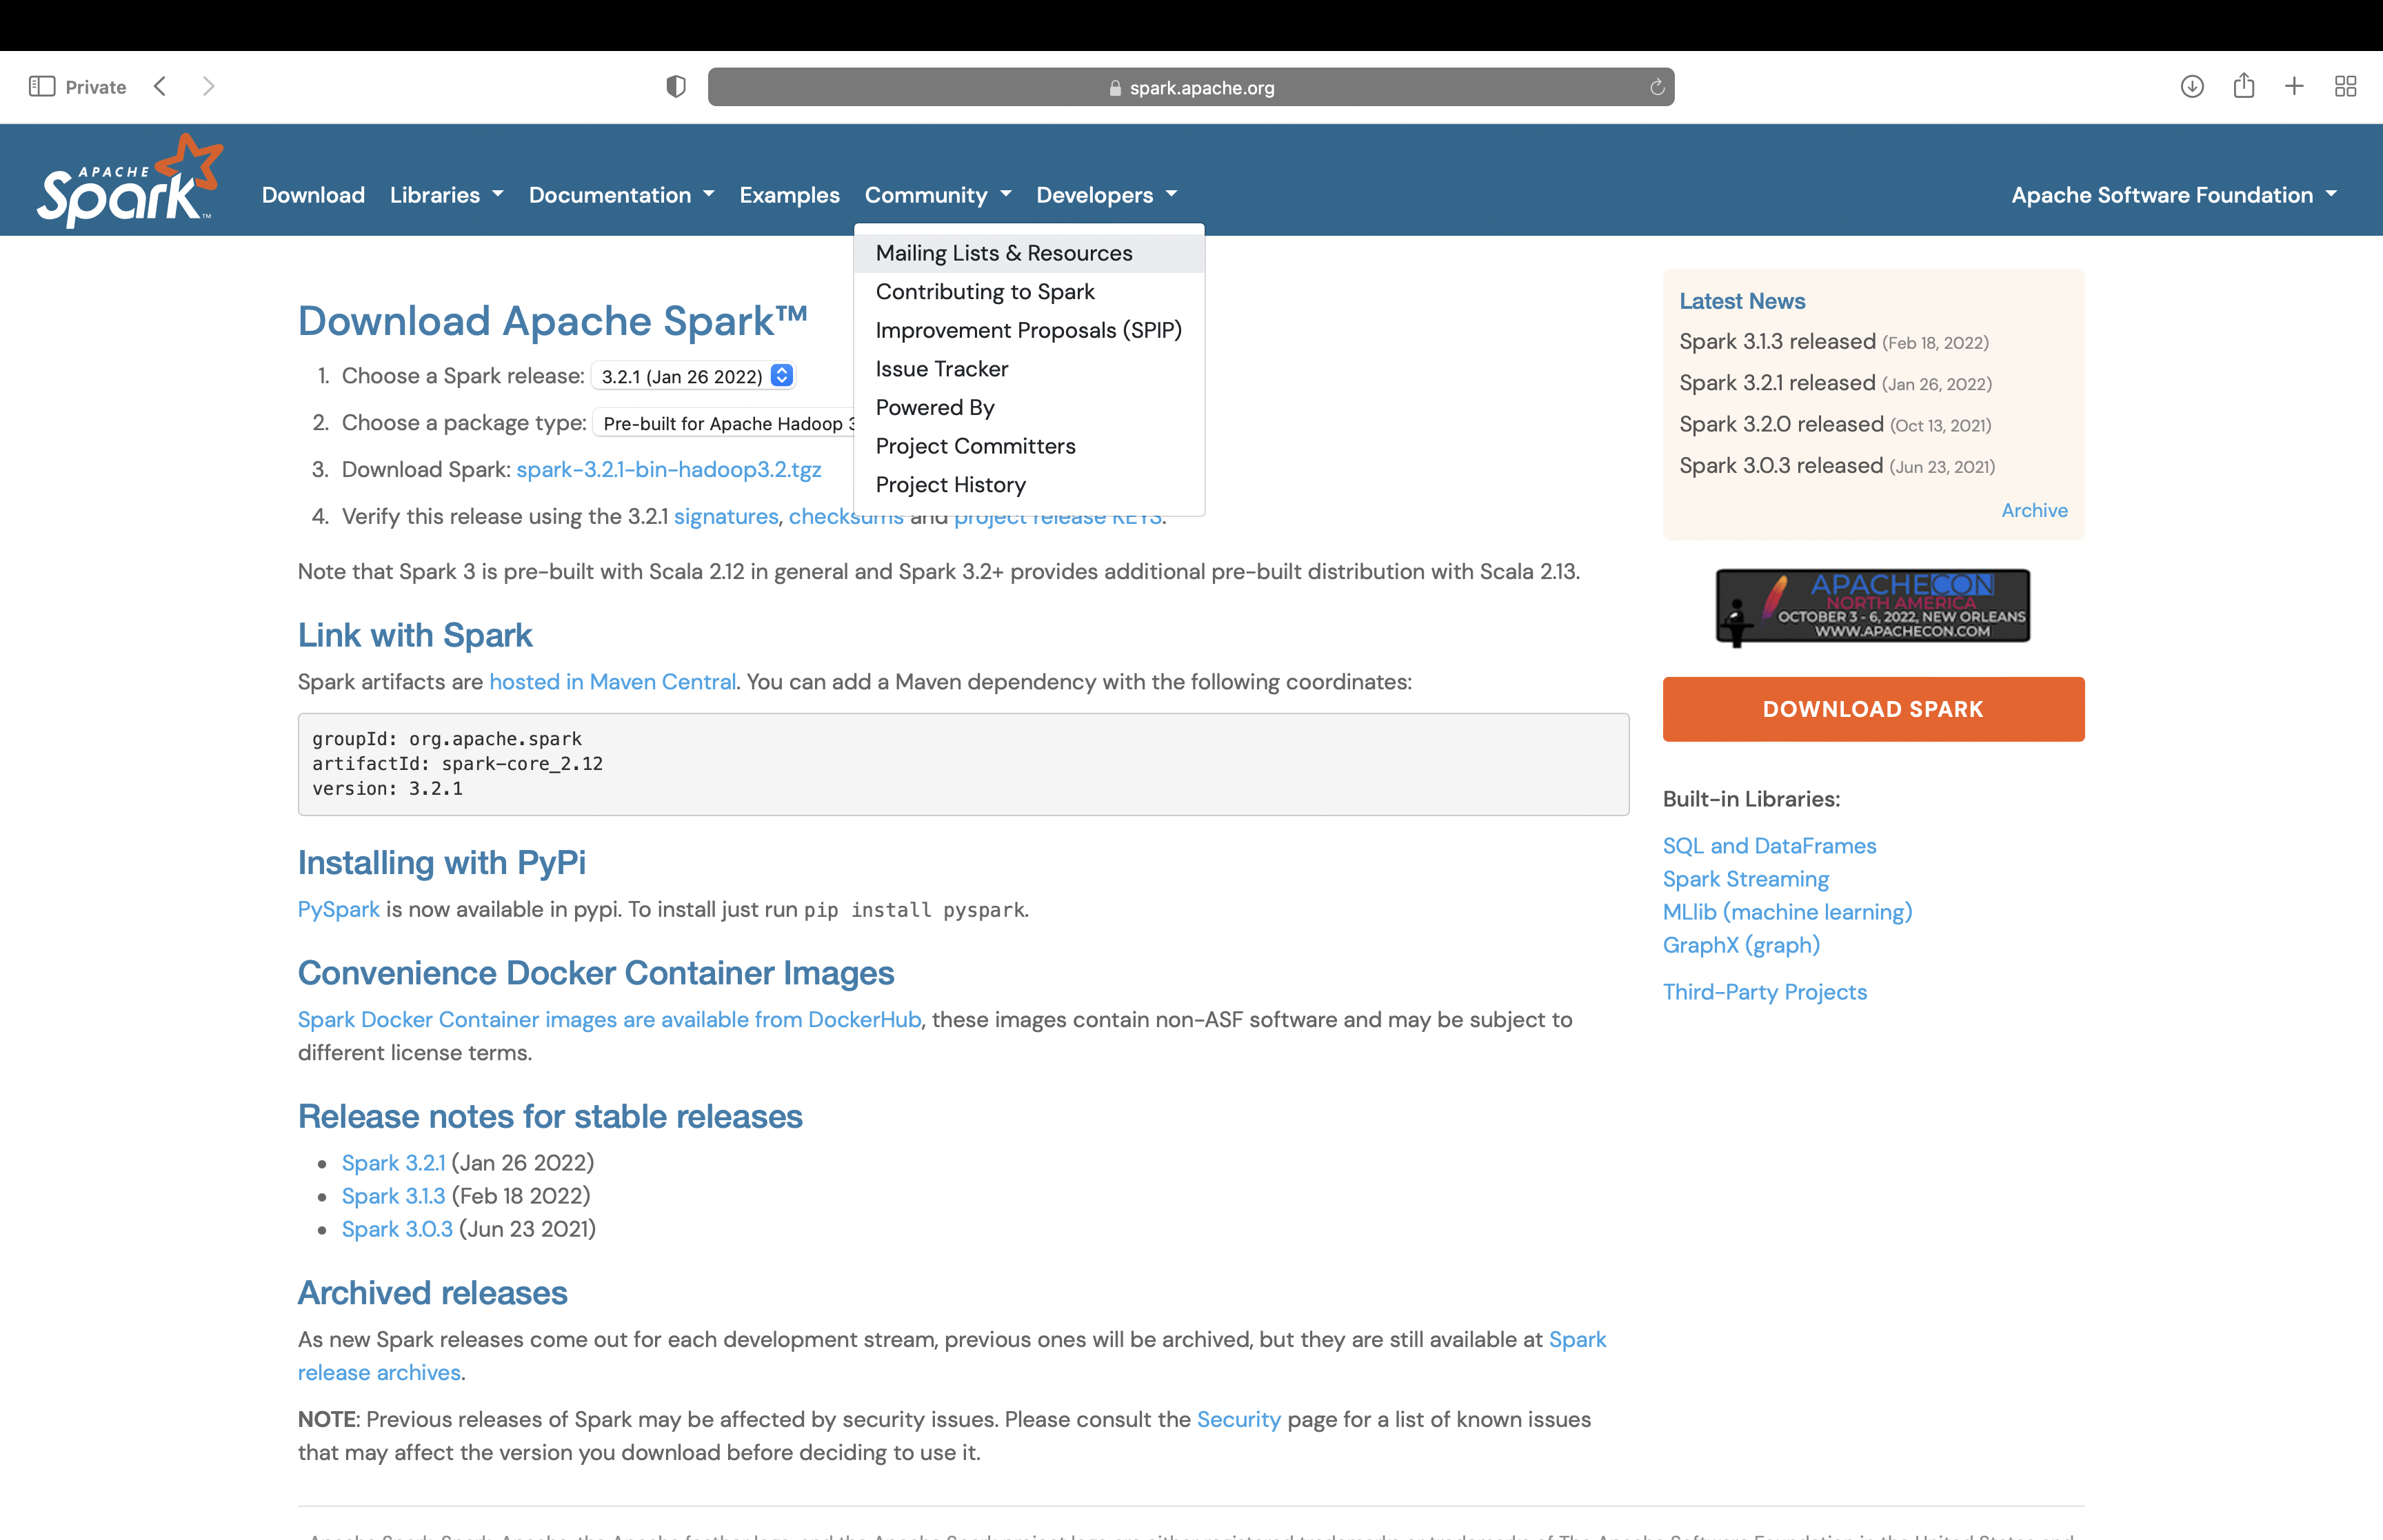 Private
spark.apache.org
APACHE
Spark™
Download Libraries Documentation Examples Community Developers Apache Software Foundation
Mailing Lists & Resources
Contributing to Spark
Improvement Proposals (SPIP)
Issue Tracker
Powered By
Project Committers
Project History
Download Apache Spark™
1. Choose a Spark release: 3.2.1 (Jan 26 2022)
2. Choose a package type: Pre-built for Apache Hadoop 3
3. Download Spark: spark-3.2.1-bin-hadoop3.2.tgz
4. Verify this release using the 3.2.1 signatures, checksums and project release KEYS.
Note that Spark 3 is pre-built with Scala 2.12 in general and Spark 3.2+ provides additional pre-built distribution with Scala 2.13.
Link with Spark
Spark artifacts are hosted in Maven Central. You can add a Maven dependency with the following coordinates:
groupId: org.apache.spark
artifactId: spark-core_2.12
version: 3.2.1
Installing with PyPi
PySpark is now available in pypi. To install just run pip install pyspark.
Convenience Docker Container Images
Spark Docker Container images are available from DockerHub, these images contain non-ASF software and may be subject to
different license terms.
Release notes for stable releases
• Spark 3.2.1 (Jan 26 2022)
• Spark 3.1.3 (Feb 18 2022)
• Spark 3.0.3 (Jun 23 2021)
Archived releases
As new Spark releases come out for each development stream, previous ones will be archived, but they are still available at Spark
release archives.
NOTE: Previous releases of Spark may be affected by security issues. Please consult the Security page for a list of known issues
that may affect the version you download before deciding to use it.
Latest News
Spark 3.1.3 released (Feb 18, 2022)
Spark 3.2.1 released (Jan 26, 2022)
Spark 3.2.0 released (Oct 13, 2021)
Spark 3.0.3 released (Jun 23, 2021)
Archive
APACHECON
NORTH AMERICA
OCTOBER 3 - 6, 2022, NEW ORLEANS
WWW.APACHECON.COM
DOWNLOAD SPARK
Built-in Libraries:
SQL and DataFrames
Spark Streaming
MLlib (machine learning)
GraphX (graph)
Third-Party Projects